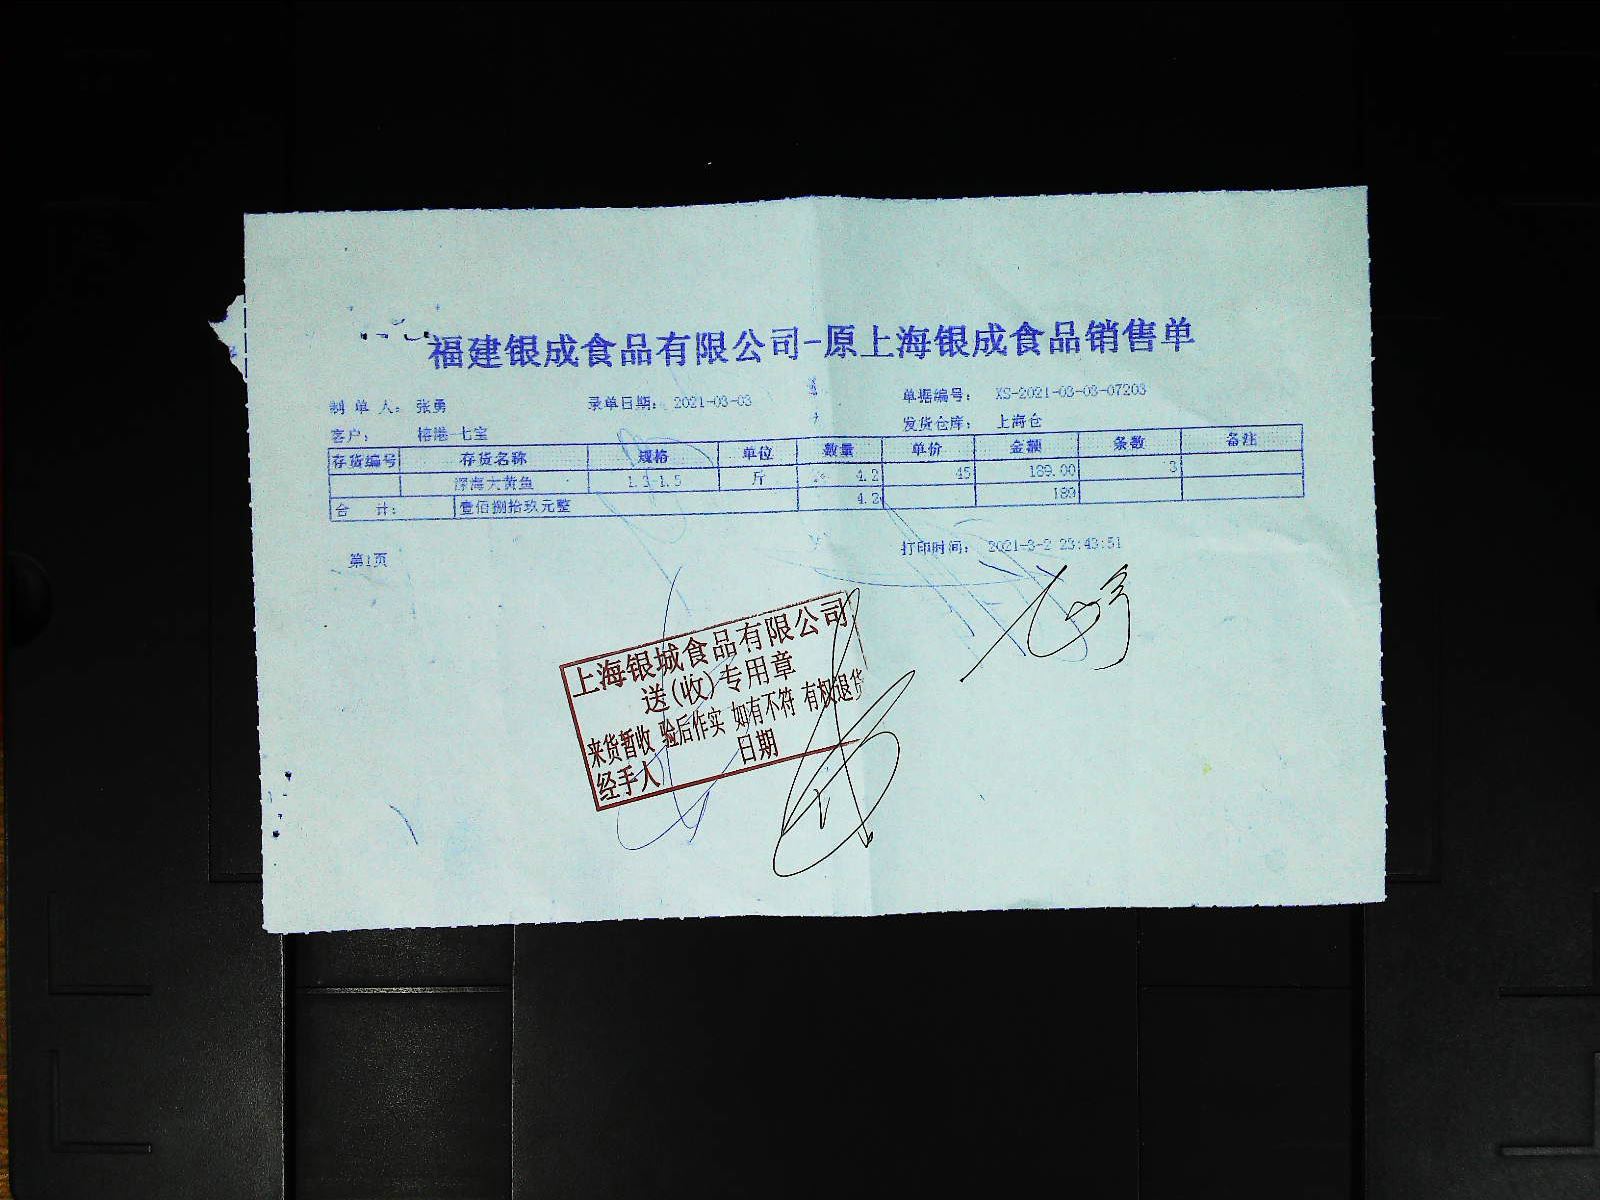 福建银成食品有限公司-原上海银成食品销售单
制 单 人： 张勇 录单日期： 2021-03-03 单据编号： XS-2021-03-03-07203
客户： 榕港-七宝 发货仓库： 上海仓
存货编号 存货名称 规格 单位 数量 单价 金额 条数 备注
深海大黄鱼 1.3-1.5 斤 4.2 45 189.00 3
合 计： 壹佰捌拾玖元整 4.2 189
第1页 打印时间： 2021-3-2 23:43:51
上海银城食品有限公司
送(收)专用章
来货暂收 验后作实 如有不符 有权退货
经手人 日期